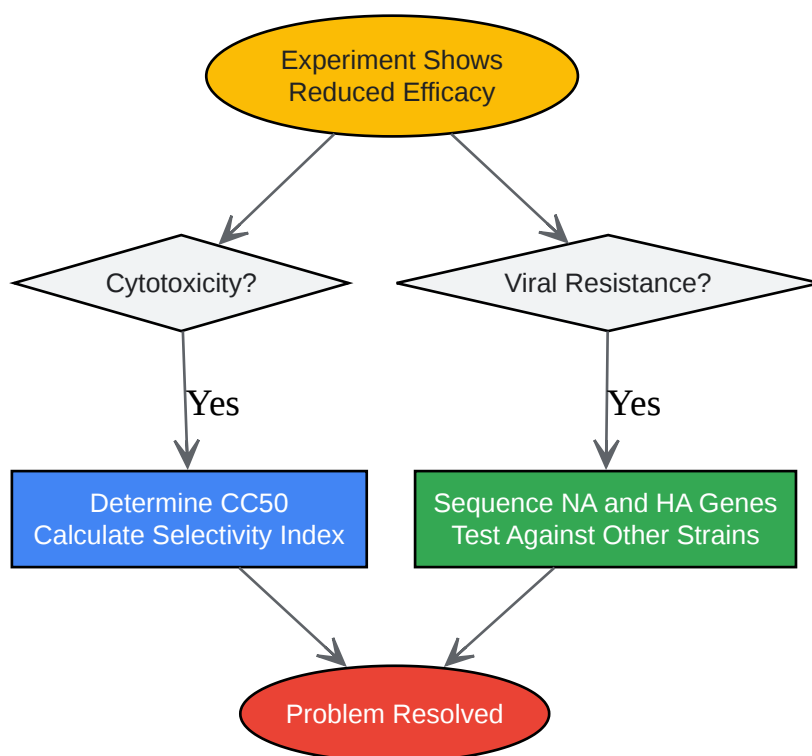 Experiment Shows
Reduced Efficacy
Cytotoxicity?
Viral Resistance?
Yes
Yes
Determine CC50
Calculate Selectivity Index
Sequence NA and HA Genes
Test Against Other Strains
Problem Resolved